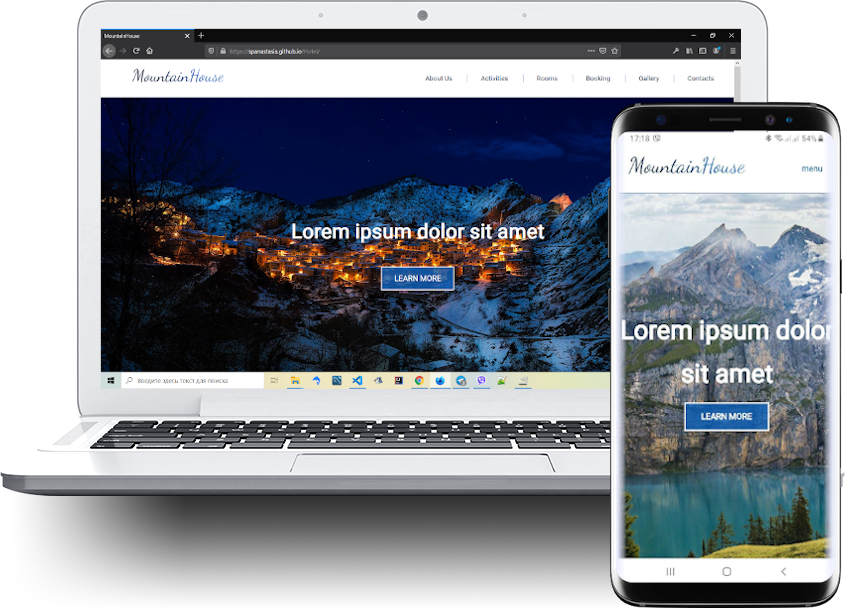 MountainHouse
https://spanastasia.github.io/Hotel/
MountainHouse
About Us
Activities
Rooms
Booking
Gallery
Contacts
Lorem ipsum dolor sit amet
LEARN MORE
Введите здесь текст для поиска
17:18
54%
MountainHouse
menu
Lorem ipsum dolor
sit amet
LEARN MORE